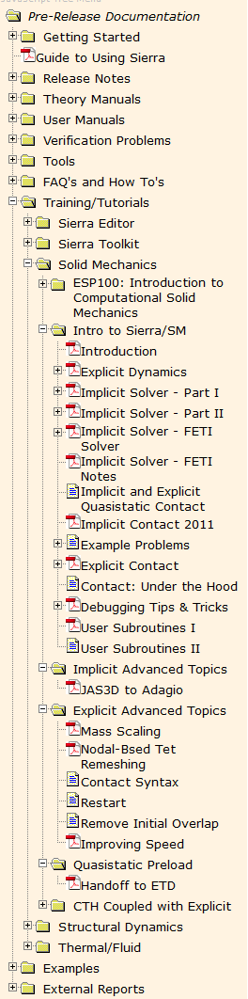 Pre-Release Documentation
Getting Started
Guide to Using Sierra
Release Notes
Theory Manuals
User Manuals
Verification Problems
Tools
FAQ's and How To's
Training/Tutorials
Sierra Editor
Sierra Toolkit
Solid Mechanics
ESP100: Introduction to
Computational Solid
Mechanics
Intro to Sierra/SM
Introduction
Explicit Dynamics
Implicit Solver - Part I
Implicit Solver - Part II
Implicit Solver - FETI
Solver
Implicit Solver - FETI
Notes
Implicit and Explicit
Quasistatic Contact
Implicit Contact 2011
Example Problems
Explicit Contact
Contact: Under the Hood
Debugging Tips & Tricks
User Subroutines I
User Subroutines II
Implicit Advanced Topics
JAS3D to Adagio
Explicit Advanced Topics
Mass Scaling
Nodal-Bsed Tet
Remeshing
Contact Syntax
Restart
Remove Initial Overlap
Improving Speed
Quasistatic Preload
Handoff to ETD
CTH Coupled with Explicit
Structural Dynamics
Thermal/Fluid
Examples
External Reports